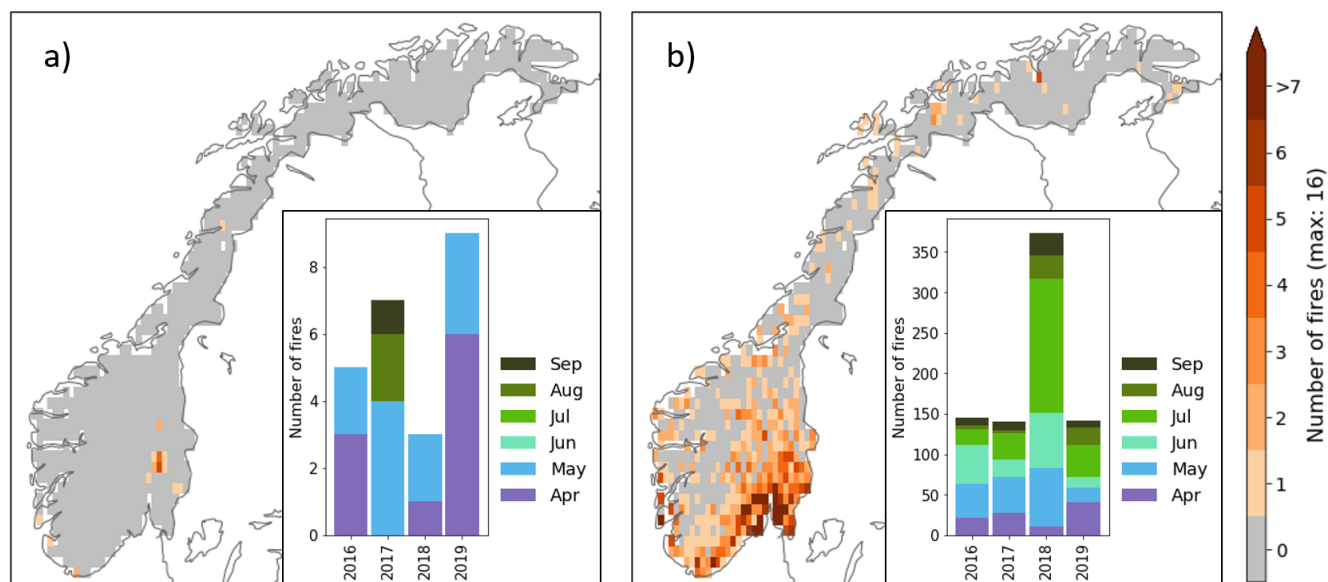 a)
8
6
4
2
0
Number of fires
2016
2017
2018
2019
Sep
Aug
Jul
Jun
May
Apr
b)
350
300
250
200
150
100
50
0
Number of fires
2016
2017
2018
2019
Sep
Aug
Jul
Jun
May
Apr
>7
6
5
4
3
2
1
0
Number of fires (max: 16)